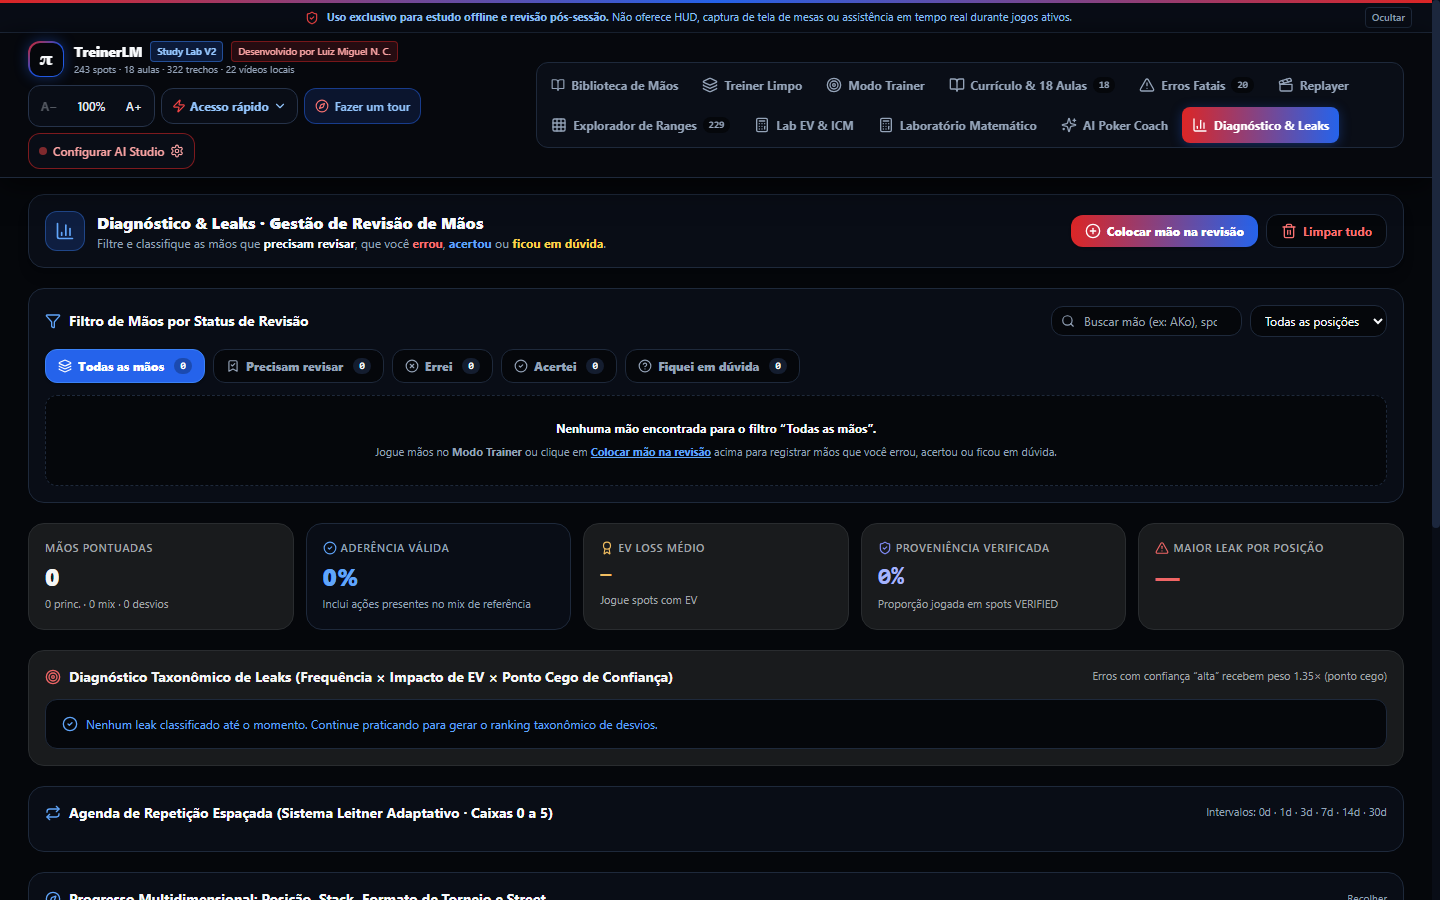 Uso exclusivo para estudo offline e revisão pós-sessão. Não oferece HUD, captura de tela de mesas ou assistência em tempo real durante jogos ativos.
Ocultar
π
TreinerLM
Study Lab V2
Desenvolvido por Luiz Miguel N. C.
243 spots · 18 aulas · 322 trechos · 22 vídeos locais
A−
100%
A+
Acesso rápido
Fazer um tour
Configurar AI Studio
Biblioteca de Mãos
Treiner Limpo
Modo Trainer
Currículo & 18 Aulas 18
Erros Fatais 20
Replayer
Explorador de Ranges 229
Lab EV & ICM
Laboratório Matemático
AI Poker Coach
Diagnóstico & Leaks
Diagnóstico & Leaks · Gestão de Revisão de Mãos
Filtre e classifique as mãos que precisam revisar, que você errou, acertou ou ficou em dúvida.
Colocar mão na revisão
Limpar tudo
Filtro de Mãos por Status de Revisão
Buscar mão (ex: AKo), spc
Todas as posições
Todas as mãos 0
Precisam revisar 0
Errei 0
Acertei 0
Fiquei em dúvida 0
Nenhuma mão encontrada para o filtro “Todas as mãos”.
Jogue mãos no Modo Trainer ou clique em Colocar mão na revisão acima para registrar mãos que você errou, acertou ou ficou em dúvida.
MÃOS PONTUADAS
0
0 princ. · 0 mix · 0 desvios
ADERÊNCIA VÁLIDA
0%
Inclui ações presentes no mix de referência
EV LOSS MÉDIO
—
Jogue spots com EV
PROVENIÊNCIA VERIFICADA
0%
Proporção jogada em spots VERIFIED
MAIOR LEAK POR POSIÇÃO
—
Diagnóstico Taxonômico de Leaks (Frequência × Impacto de EV × Ponto Cego de Confiança)
Erros com confiança “alta” recebem peso 1.35× (ponto cego)
Nenhum leak classificado até o momento. Continue praticando para gerar o ranking taxonômico de desvios.
Agenda de Repetição Espaçada (Sistema Leitner Adaptativo · Caixas 0 a 5)
Intervalos: 0d · 1d · 3d · 7d · 14d · 30d
Progresso Multidimensional: Posição, Stack, Formato de Torneio e Street
Recolher